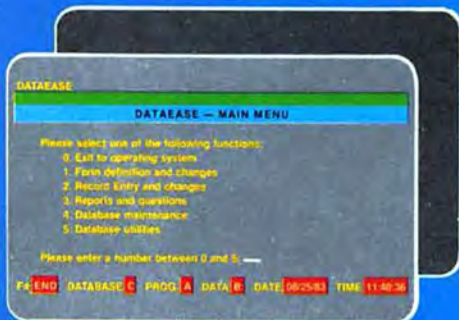 DATAEASE
DATAEASE — MAIN MENU
Please select one of the following functions:
0. Exit to operating system
1. Form definition and changes
2. Record Entry and changes
3. Reports and questions
4. Database maintenance
5. Database utilities
Please enter a number between 0 and 5:
END DATABASE C PROG. A DATA B: DATE 08/25/83 TIME 11:40:36